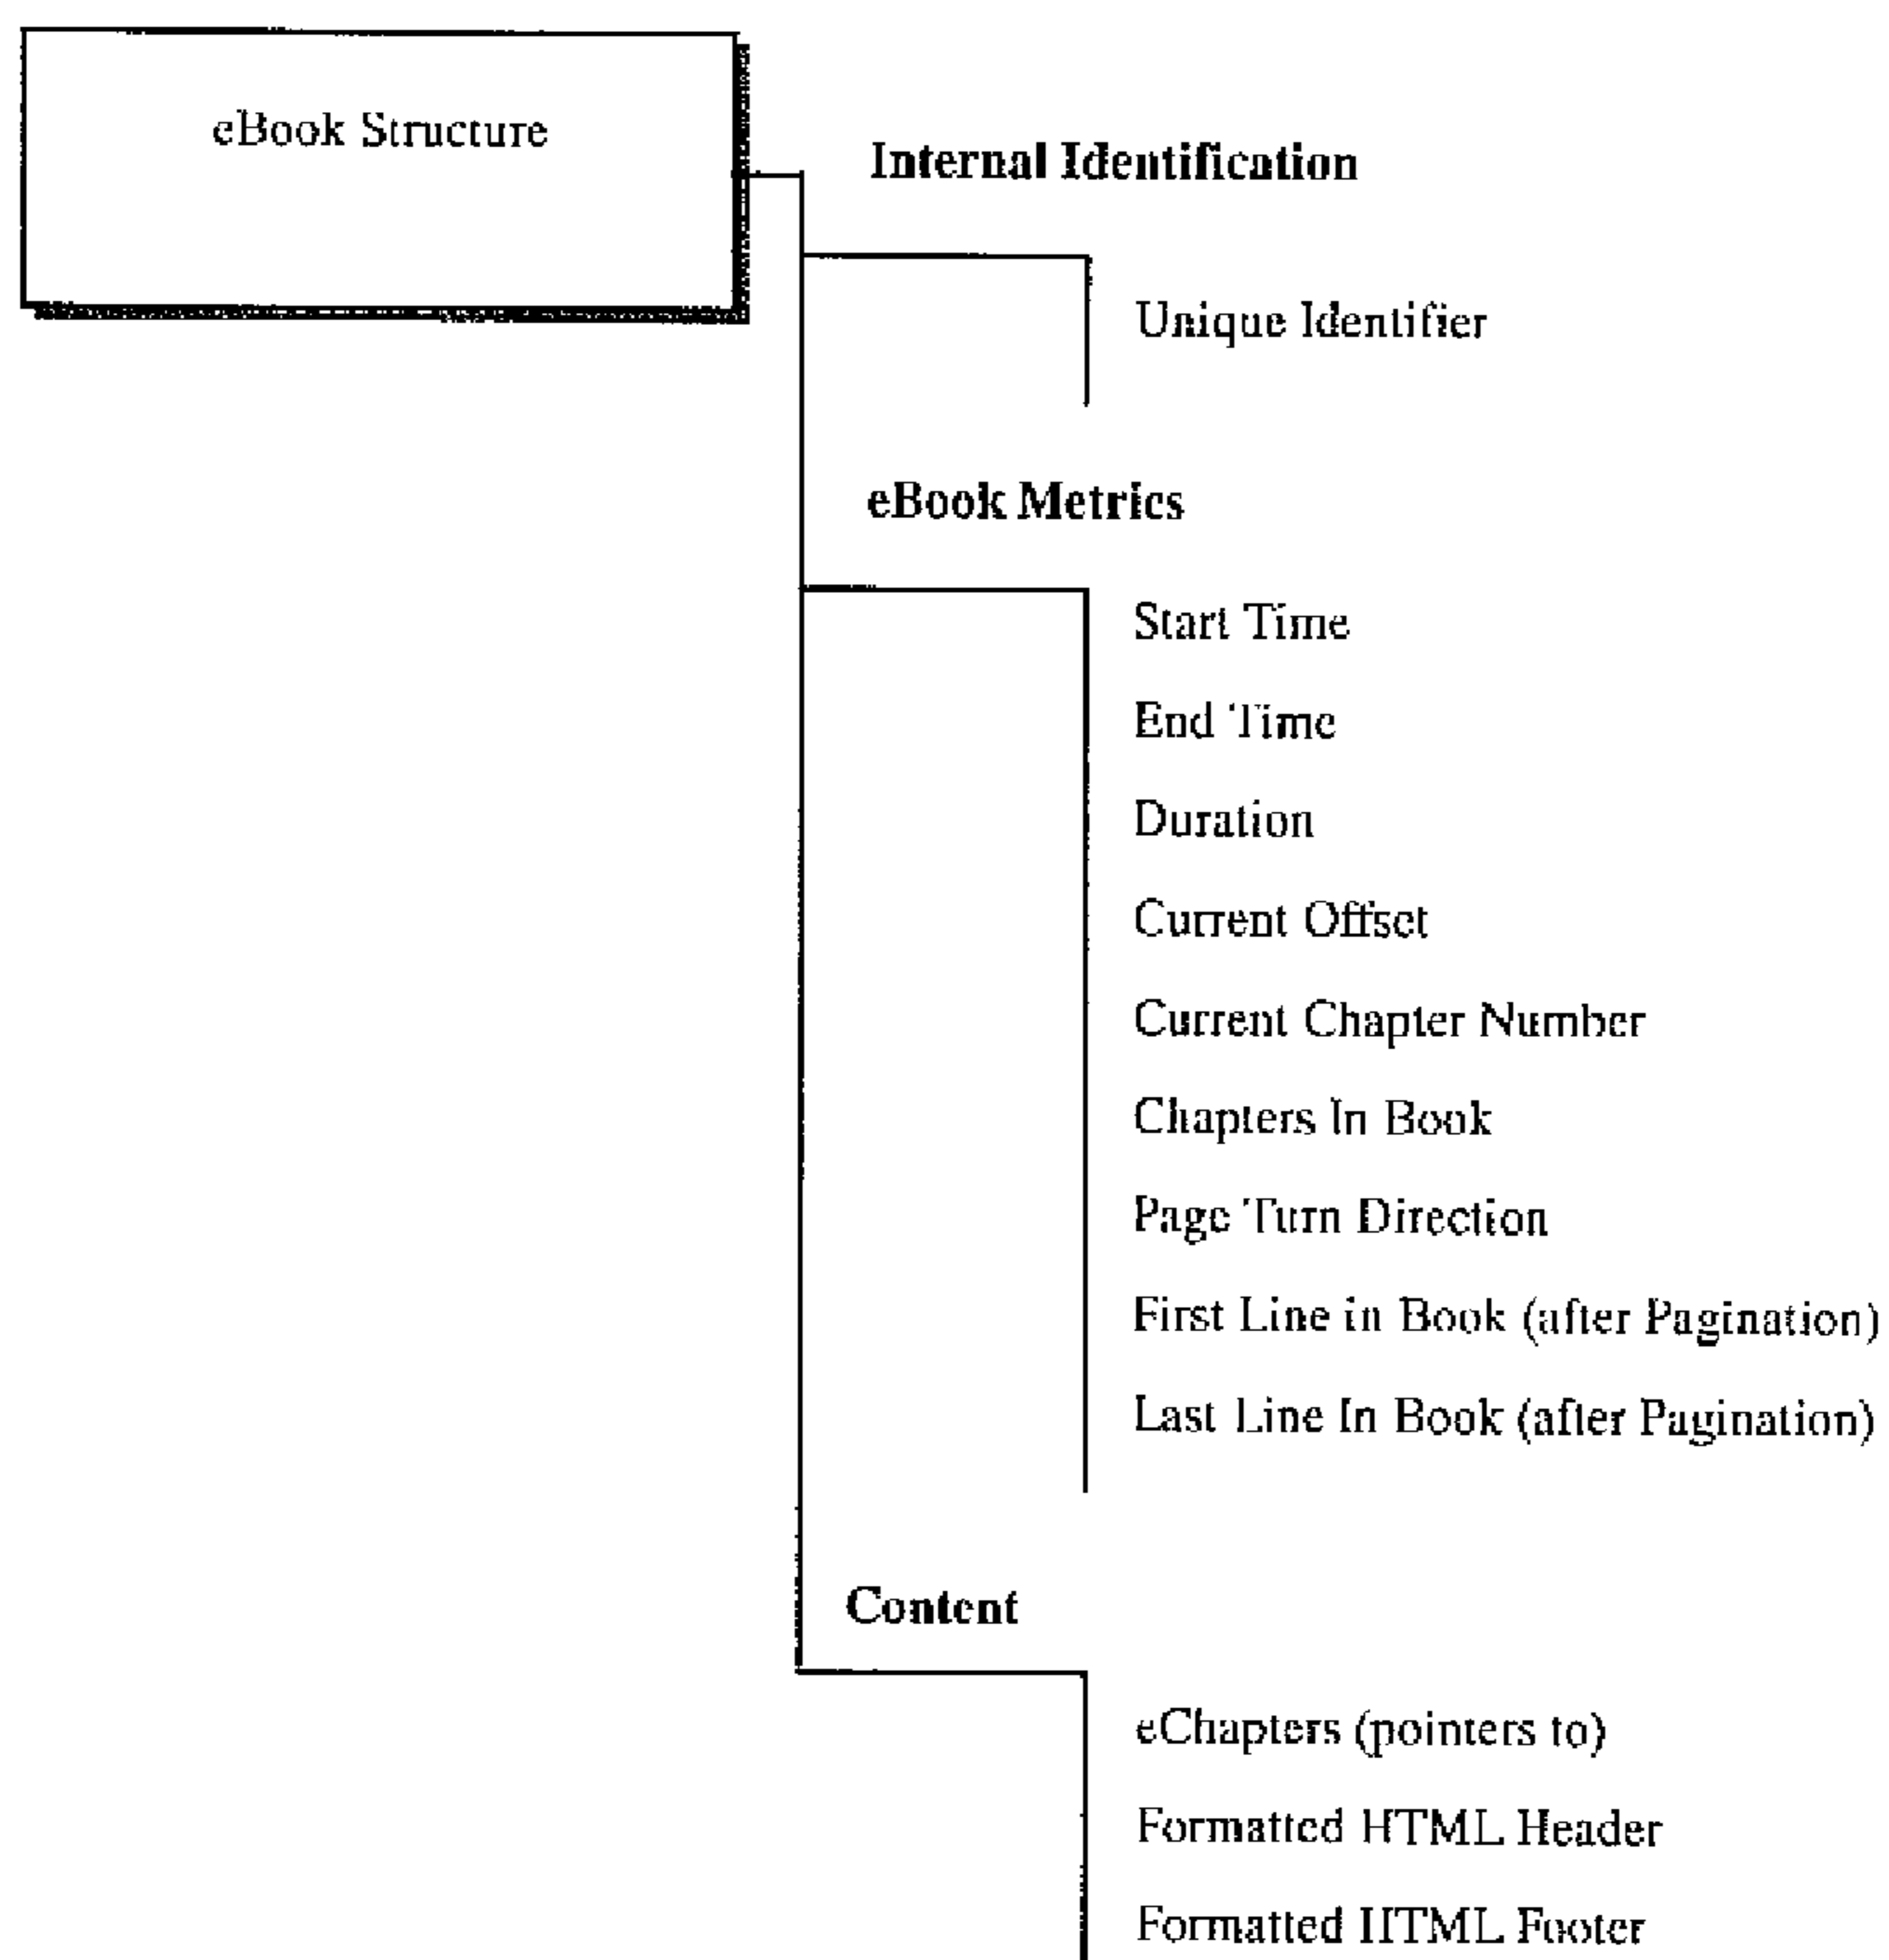 eBook Structure
Internal Identification
Unique Identifier
eBook Metrics
Start Time
End Time
Duration
Current Offset
Current Chapter Number
Chapters In Book
Page Turn Direction
First Line in Book (after Pagination)
Last Line In Book (after Pagination)
Content
eChapters (pointers to)
Formatted HTML Header
Formatted HTML Footer